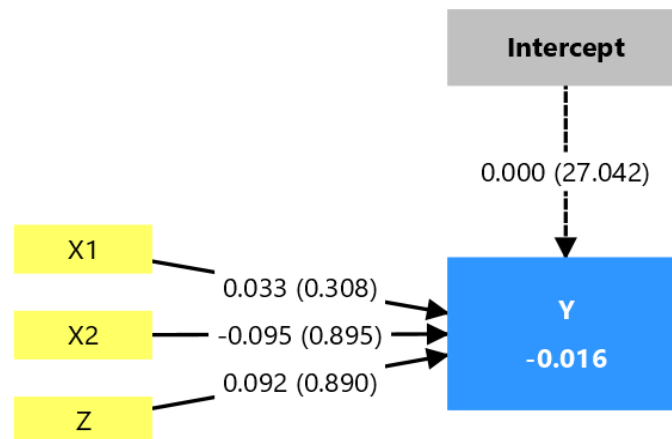 Intercept
0.000 (27.042)
X1
0.033 (0.308)
X2
-0.095 (0.895)
Y
-0.016
0.092 (0.890)
Z